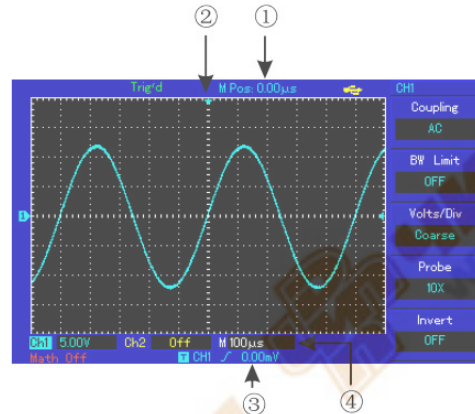 ② ①
Trig'd M Pos: 0.00μs CH1
Coupling
AC
BW Limit
OFF
Volts/Div
Coarse
Probe
10X
Invert
OFF
1
Ch1 5.00V Ch2 Off M 100μs
Math Off T CH1 0.00mV
③ ④